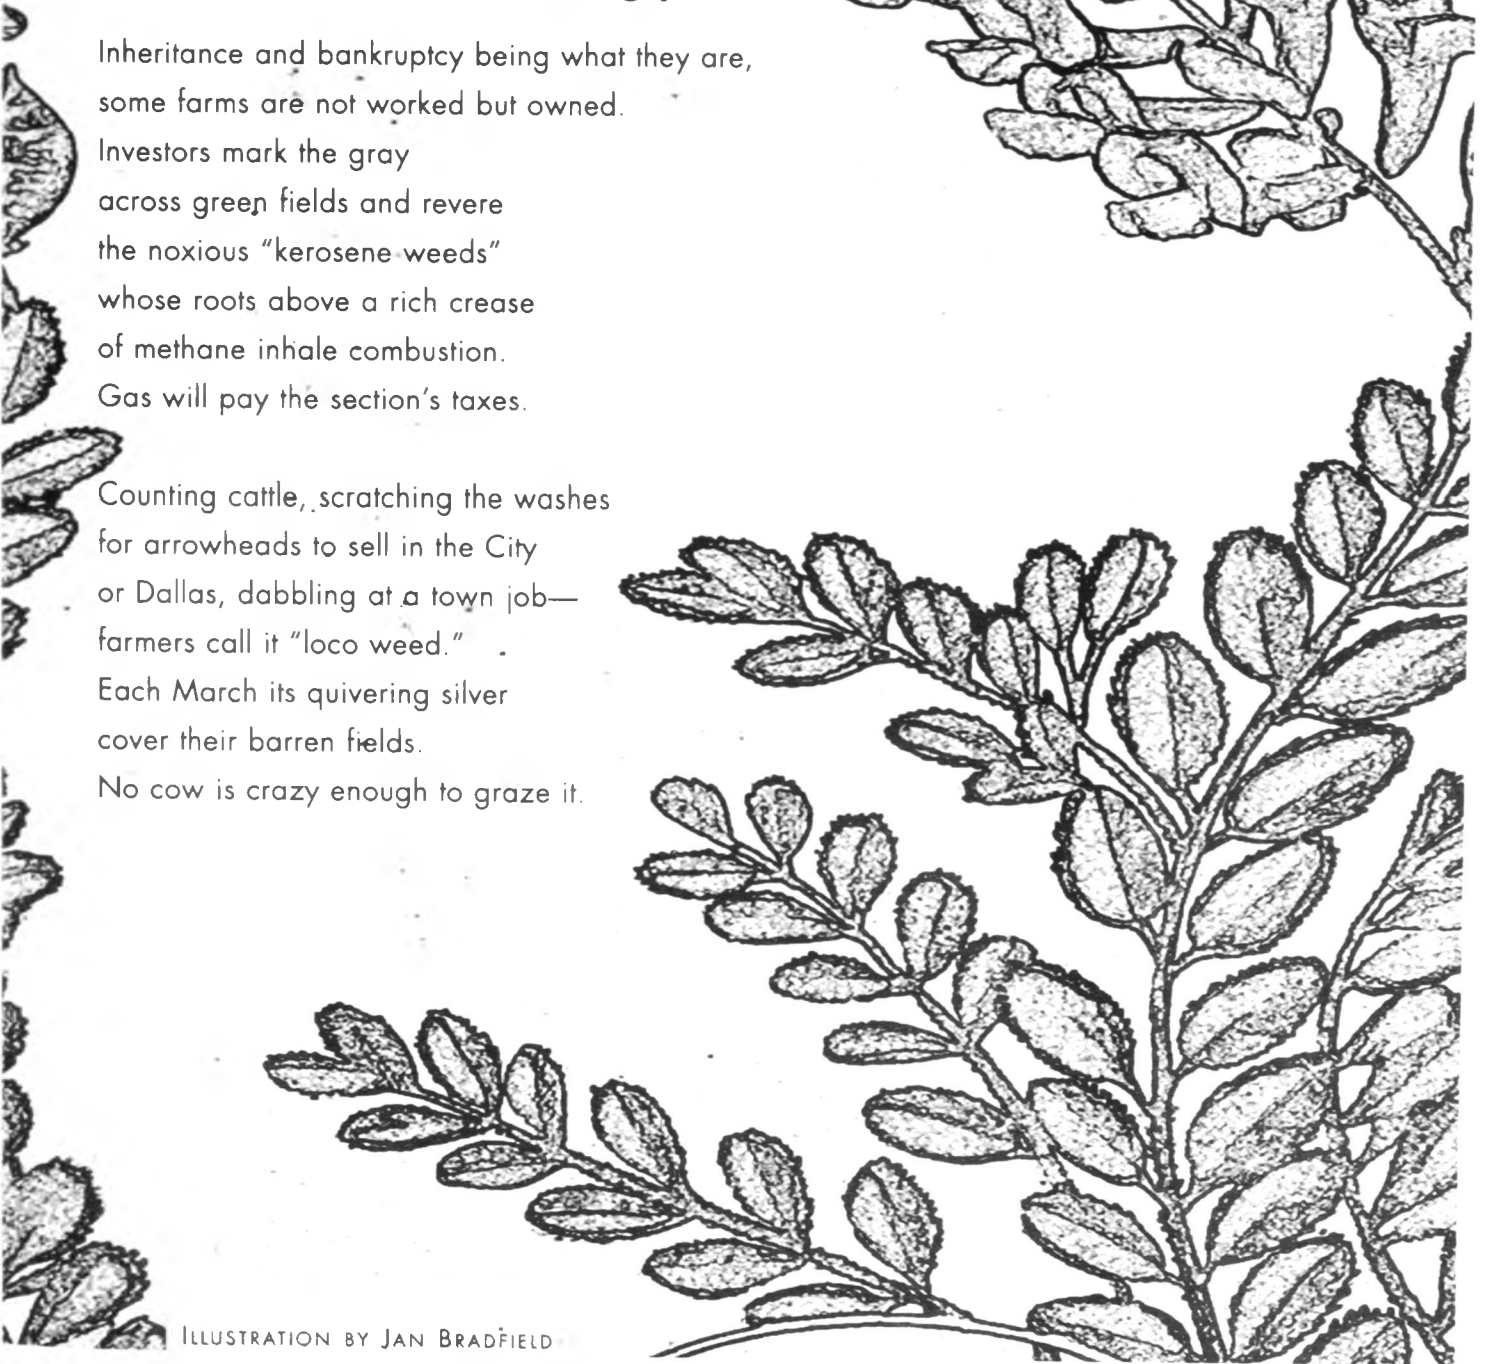 Inheritance and bankruptcy being what they are,
some farms are not worked but owned.
Investors mark the gray
across green fields and revere
the noxious "kerosene weeds"
whose roots above a rich crease
of methane inhale combustion.
Gas will pay the section's taxes.
Counting cattle, scratching the washes
for arrowheads to sell in the City
or Dallas, dabbling at a town job—
farmers call it "loco weed."
Each March its quivering silver
cover their barren fields.
No cow is crazy enough to graze it.
ILLUSTRATION BY JAN BRADFIELD